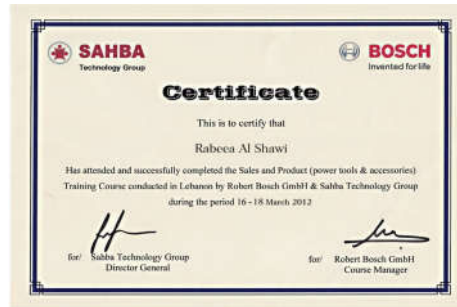 SAHBA
Technology Group
BOSCH
Invented for life
Certificate
This is to certify that
Rabeea Al Shawi
Has attended and successfully completed the Sales and Product (power tools & accessories)
Training Course conducted in Lebanon by Robert Bosch GmbH & Sahba Technology Group
during the period 16 - 18 March 2012
for/ Sahba Technology Group
Director General
for/ Robert Bosch GmbH
Course Manager